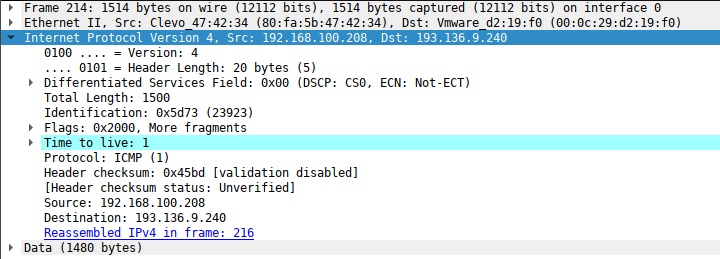 Frame 214: 1514 bytes on wire (12112 bits), 1514 bytes captured (12112 bits) on interface 0
Ethernet II, Src: Clevo_47:42:34 (80:fa:5b:47:42:34), Dst: Vmware_d2:19:f0 (00:0c:29:d2:19:f0)
Internet Protocol Version 4, Src: 192.168.100.208, Dst: 193.136.9.240
0100 .... = Version: 4
.... 0101 = Header Length: 20 bytes (5)
Differentiated Services Field: 0x00 (DSCP: CS0, ECN: Not-ECT)
Total Length: 1500
Identification: 0x5d73 (23923)
Flags: 0x2000, More fragments
Time to live: 1
Protocol: ICMP (1)
Header checksum: 0x45bd [validation disabled]
[Header checksum status: Unverified]
Source: 192.168.100.208
Destination: 193.136.9.240
Reassembled IPv4 in frame: 216
Data (1480 bytes)